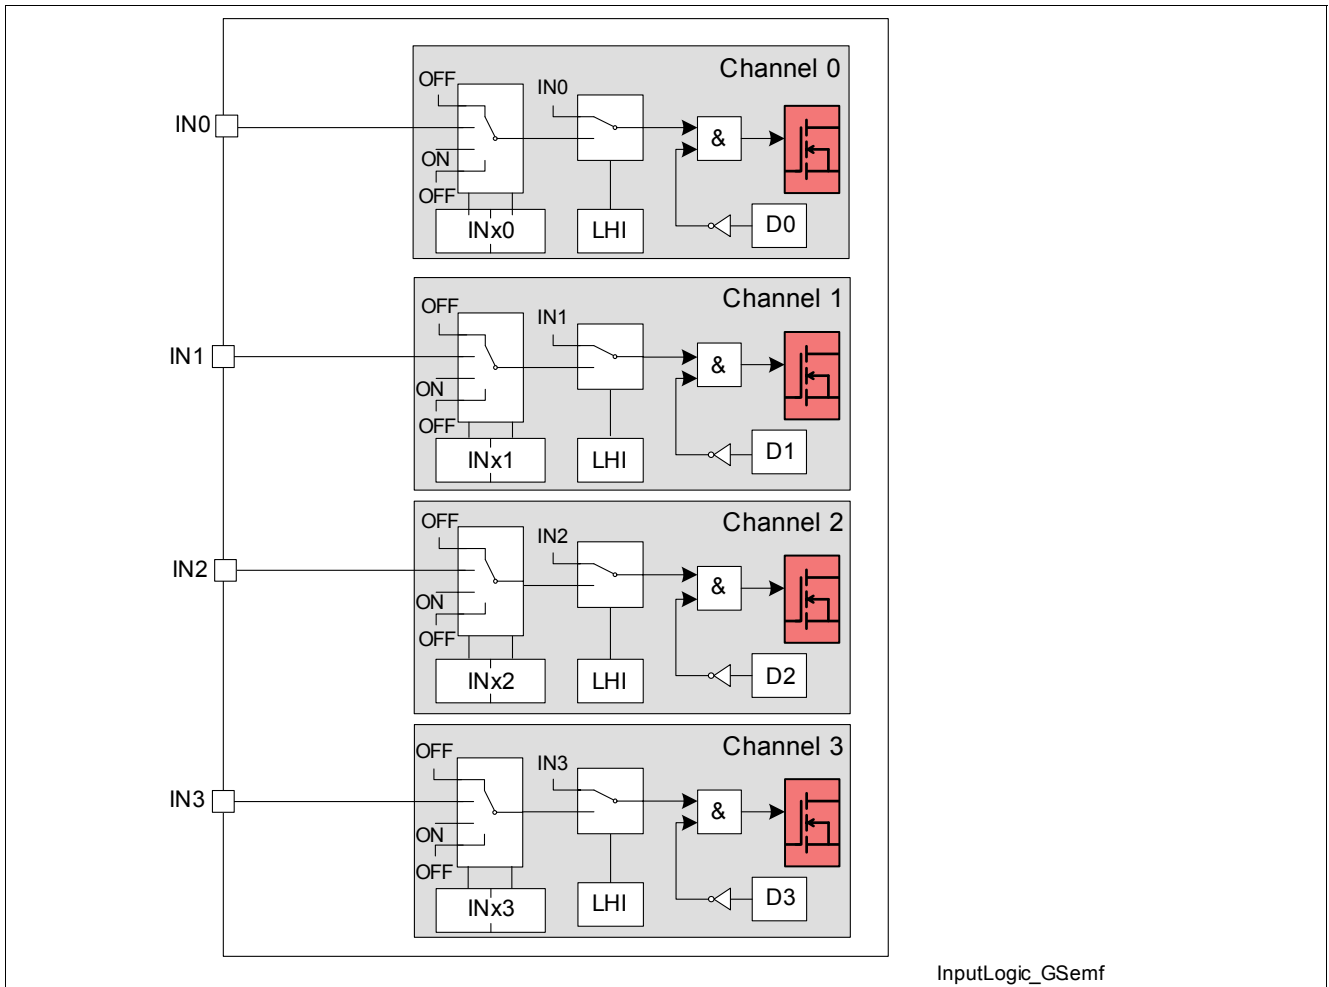 Channel 0
OFF
IN0
IN0
&
ON
OFF
INx0
LHI
D0
Channel 1
OFF
IN1
IN1
&
ON
OFF
INx1
LHI
D1
Channel 2
OFF
IN2
IN2
&
ON
OFF
INx2
LHI
D2
Channel 3
OFF
IN3
IN3
&
ON
OFF
INx3
LHI
D3
InputLogic_GS.emf